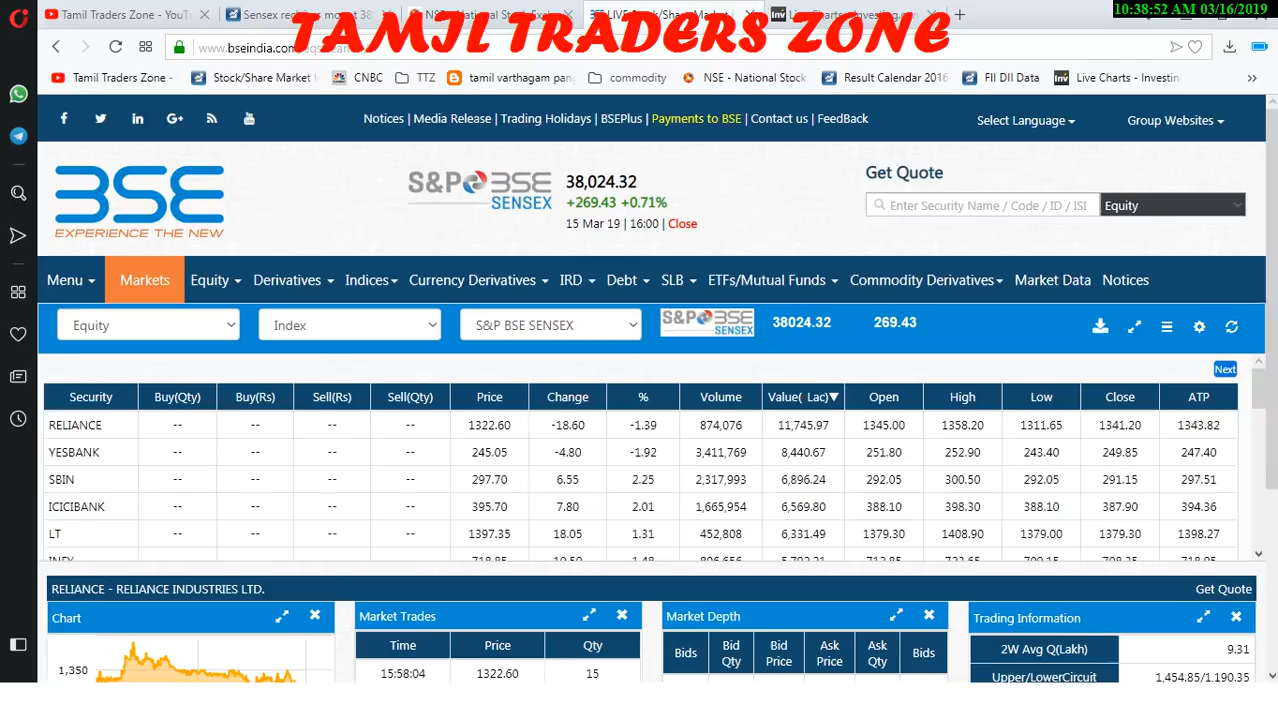 10:38:52 AM 03/16/2019
Tamil Traders Zone - YouT
TAMIL TRADERS ZONE
www.bseindia.com
Tamil Traders Zone -
Stock/Share Market
CNBC
TTZ
tamil varthagam pan
commodity
NSE - National Stock
Result Calendar 2016
FII DII Data
Live Charts - Investin
»
Notices | Media Release | Trading Holidays | BSEPlus | Payments to BSE | Contact us | FeedBack
Select Language
Group Websites
BSE
EXPERIENCE THE NEW
S&P BSE SENSEX
38,024.32
+269.43 +0.71%
15 Mar 19 | 16:00 | Close
Get Quote
Enter Security Name / Code / ID / ISI
Equity
Menu Markets Equity Derivatives Indices Currency Derivatives IRD Debt SLB ETFs/Mutual Funds Commodity Derivatives Market Data Notices
Equity Index S&P BSE SENSEX S&P BSE SENSEX 38024.32 269.43
Next
Security Buy(Qty) Buy(Rs) Sell(Rs) Sell(Qty) Price Change % Volume Value( Lac)▼ Open High Low Close ATP
RELIANCE -- -- -- -- 1322.60 -18.60 -1.39 874,076 11,745.97 1345.00 1358.20 1311.65 1341.20 1343.82
YESBANK -- -- -- -- 245.05 -4.80 -1.92 3,411,769 8,440.67 251.80 252.90 243.40 249.85 247.40
SBIN -- -- -- -- 297.70 6.55 2.25 2,317,993 6,896.24 292.05 300.50 292.05 291.15 297.51
ICICIBANK -- -- -- -- 395.70 7.80 2.01 1,665,954 6,569.80 388.10 398.30 388.10 387.90 394.36
LT -- -- -- -- 1397.35 18.05 1.31 452,808 6,331.49 1379.30 1408.90 1379.00 1379.30 1398.27
RELIANCE - RELIANCE INDUSTRIES LTD.
Get Quote
Chart
1,350
Market Trades
Time Price Qty
15:58:04 1322.60 15
Market Depth
Bids Bid Qty Bid Price Ask Price Ask Qty Bids
Trading Information
2W Avg Q(Lakh) 9.31
Upper/LowerCircuit 1,454.85/1,190.35